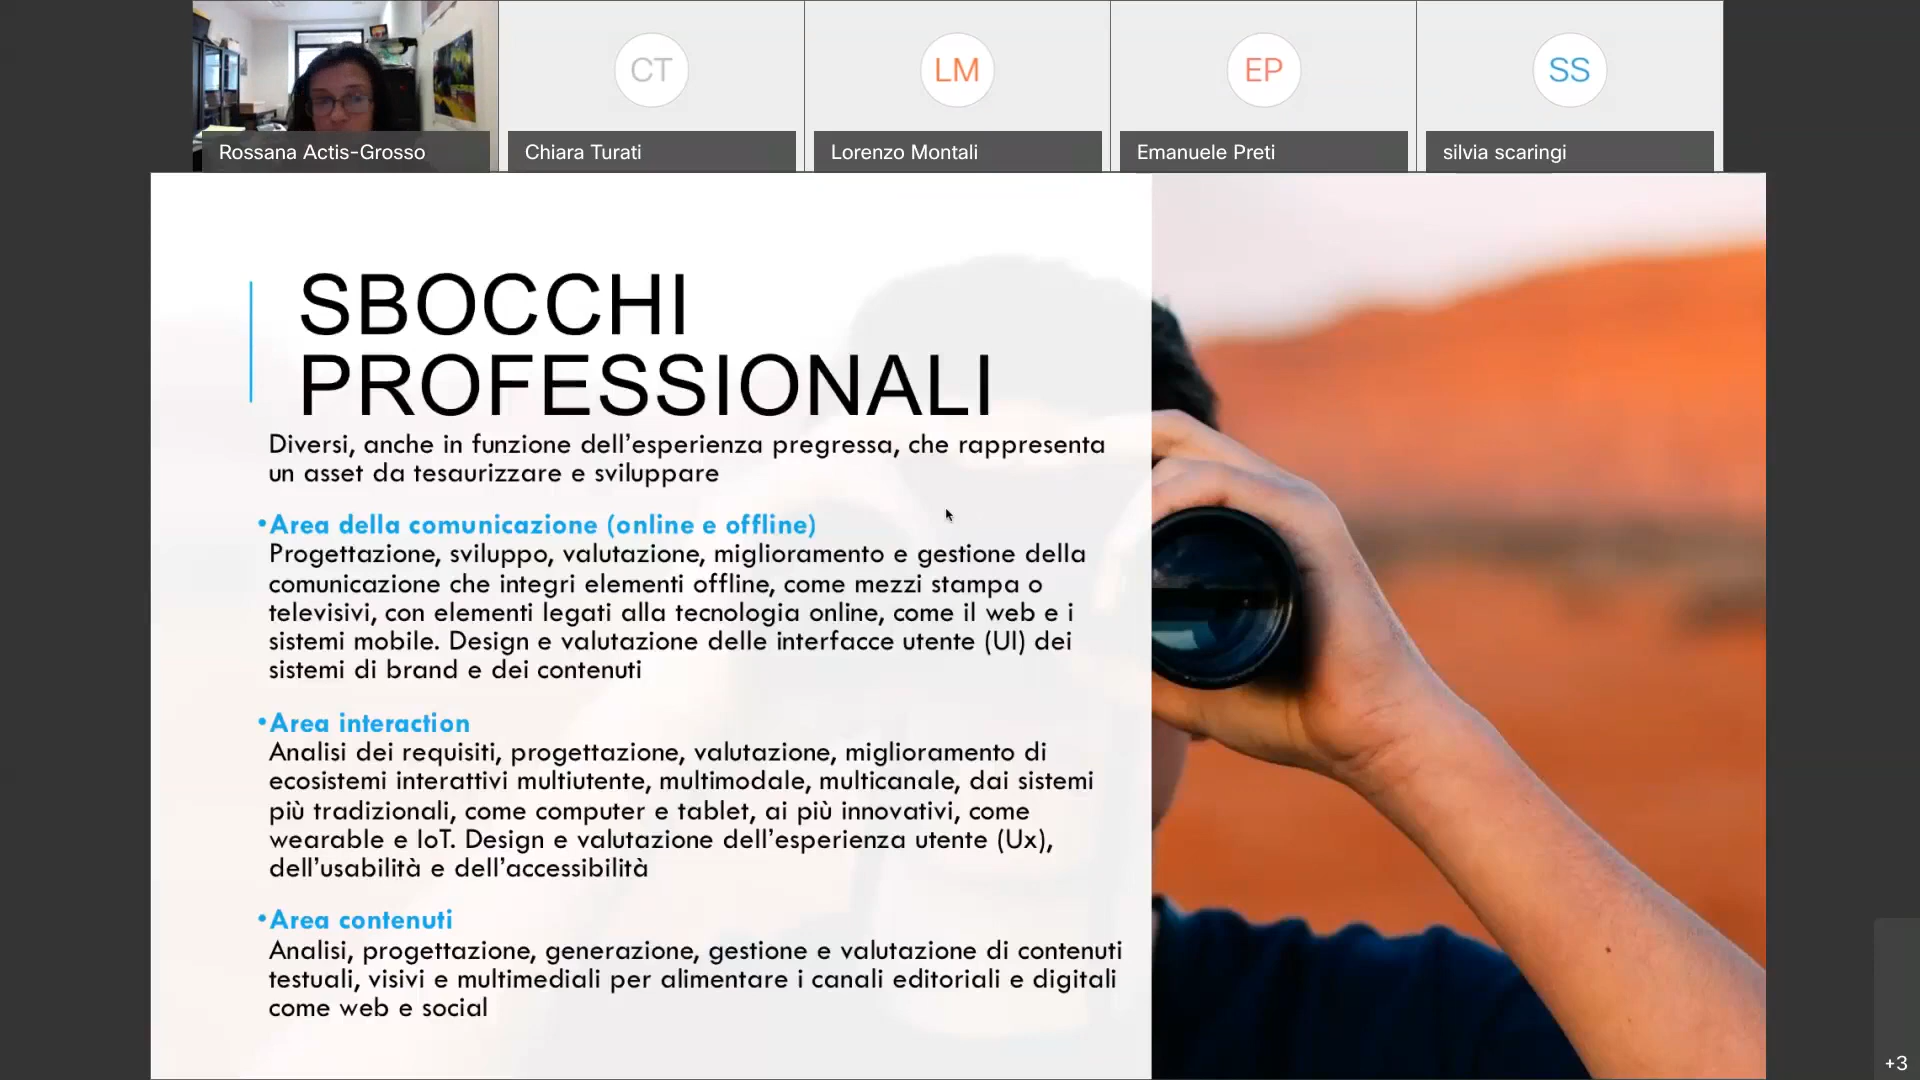 CT
LM
EP
SS
Rossana Actis-Grosso
Chiara Turati
Lorenzo Montali
Emanuele Preti
silvia scaringi
SBOCCHI
PROFESSIONALI
Diversi, anche in funzione dell’esperienza pregressa, che rappresenta
un asset da tesaurizzare e sviluppare
•Area della comunicazione (online e offline)
Progettazione, sviluppo, valutazione, miglioramento e gestione della
comunicazione che integri elementi offline, come mezzi stampa o
televisivi, con elementi legati alla tecnologia online, come il web e i
sistemi mobile. Design e valutazione delle interfacce utente (UI) dei
sistemi di brand e dei contenuti
•Area interaction
Analisi dei requisiti, progettazione, valutazione, miglioramento di
ecosistemi interattivi multiutente, multimodale, multicanale, dai sistemi
più tradizionali, come computer e tablet, ai più innovativi, come
wearable e IoT. Design e valutazione dell’esperienza utente (Ux),
dell’usabilità e dell’accessibilità
•Area contenuti
Analisi, progettazione, generazione, gestione e valutazione di contenuti
testuali, visivi e multimediali per alimentare i canali editoriali e digitali
come web e social
+3